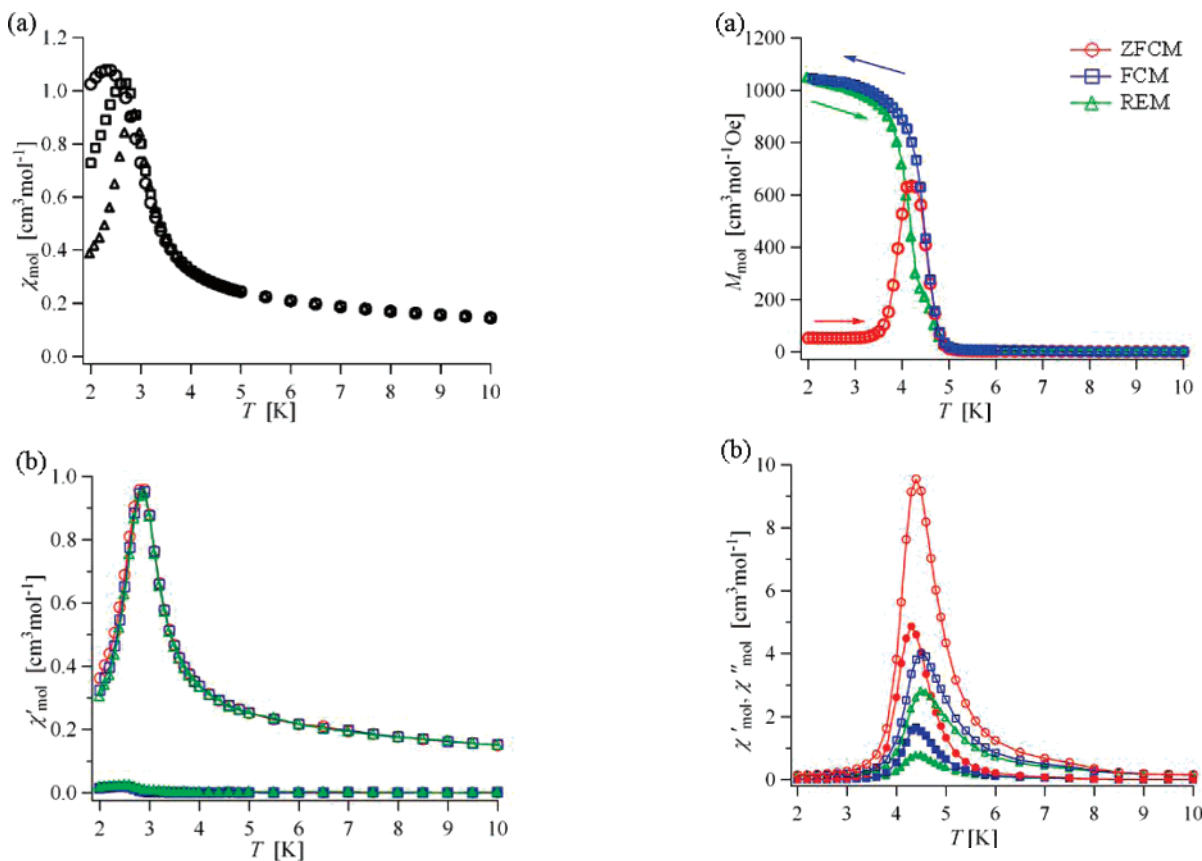 (a)
1.2
1.0
0.8
0.6
0.4
0.2
0.0
χmol [cm³mol⁻¹]
2 3 4 5 6 7 8 9 10
T [K]
(a)
1200
1000
800
600
400
200
0
Mmol [cm³mol⁻¹Oe]
ZFCM
FCM
REM
2 3 4 5 6 7 8 9 10
T [K]
(b)
1.0
0.8
0.6
0.4
0.2
0.0
χ′mol [cm³mol⁻¹]
2 3 4 5 6 7 8 9 10
T [K]
(b)
10
8
6
4
2
0
χ′mol, χ″mol [cm³mol⁻¹]
2 3 4 5 6 7 8 9 10
T [K]